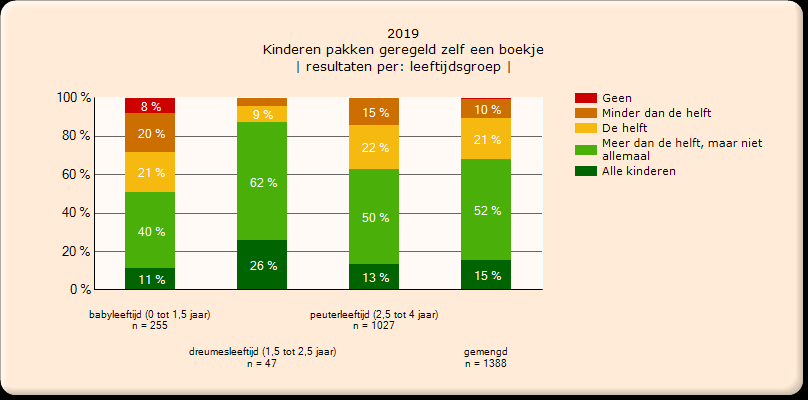 2019
Kinderen pakken geregeld zelf een boekje
| resultaten per: leeftijdsgroep |
Geen
Minder dan de helft
De helft
Meer dan de helft, maar niet
allemaal
Alle kinderen
100 %
80 %
60 %
40 %
20 %
0 %
8 %
20 %
21 %
40 %
11 %
9 %
62 %
26 %
15 %
22 %
50 %
13 %
10 %
21 %
52 %
15 %
babyleeftijd (0 tot 1,5 jaar)
n = 255
dreumesleeftijd (1,5 tot 2,5 jaar)
n = 47
peuterleeftijd (2,5 tot 4 jaar)
n = 1027
gemengd
n = 1388